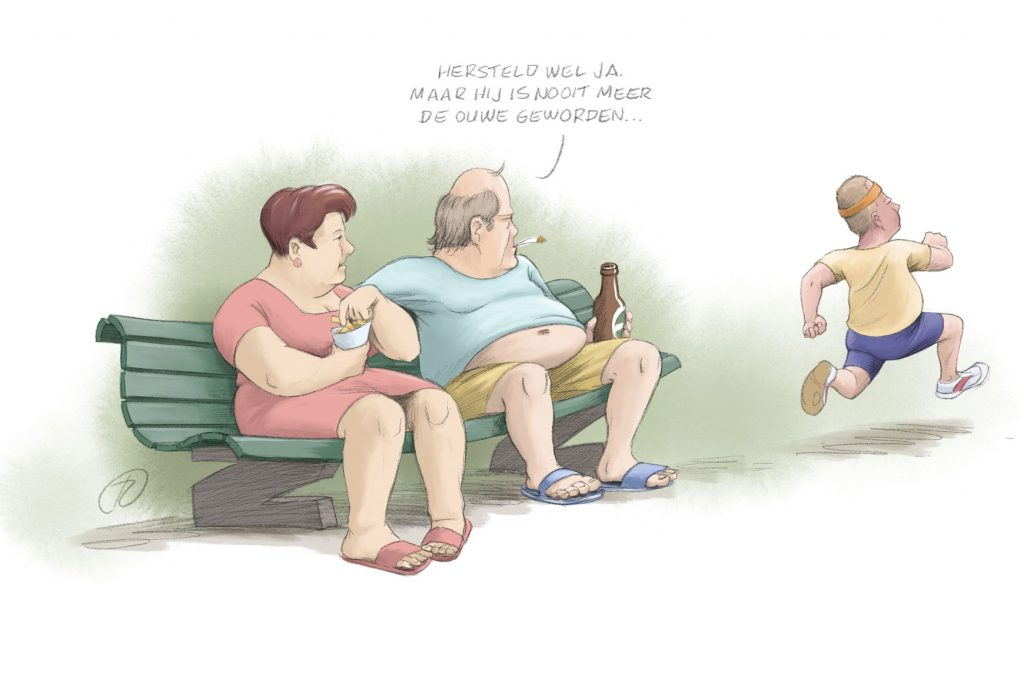 HERSTELD WEL JA.
MAAR HIJ IS NOOIT MEER
DE OUWE GEWORDEN...